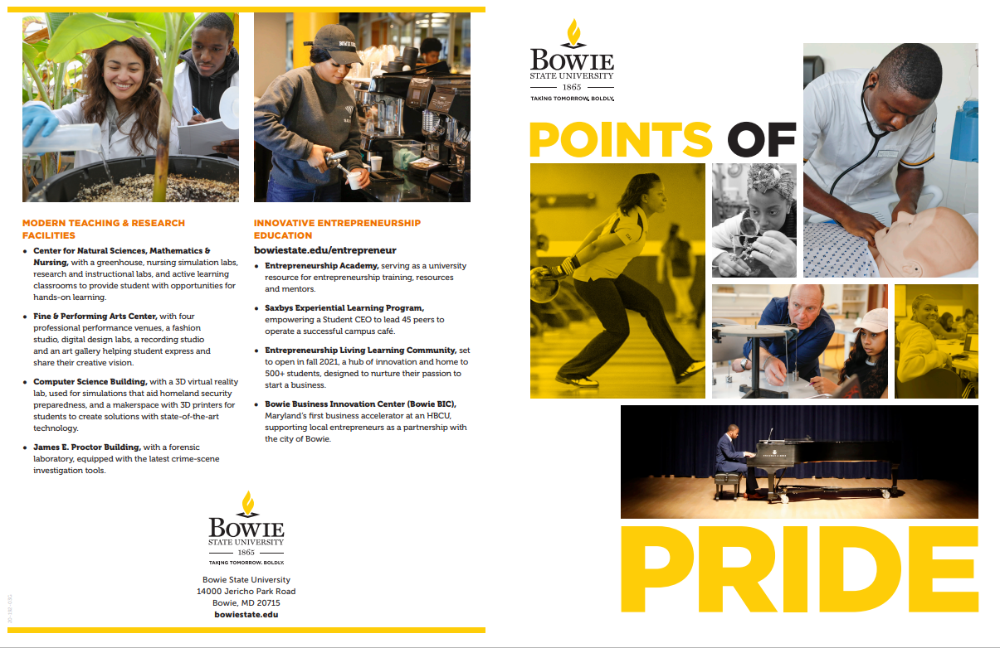 MODERN TEACHING & RESEARCH
FACILITIES
• Center for Natural Sciences, Mathematics &
Nursing, with a greenhouse, nursing simulation labs,
research and instructional labs, and active learning
classrooms to provide student with opportunities for
hands-on learning.
• Fine & Performing Arts Center, with four
professional performance venues, a fashion
studio, digital design labs, a recording studio
and an art gallery helping student express and
share their creative vision.
• Computer Science Building, with a 3D virtual reality
lab, used for simulations that aid homeland security
preparedness, and a makerspace with 3D printers for
students to create solutions with state-of-the-art
technology.
• James E. Proctor Building, with a forensic
laboratory, equipped with the latest crime-scene
investigation tools.
INNOVATIVE ENTREPRENEURSHIP
EDUCATION
bowiestate.edu/entrepreneur
• Entrepreneurship Academy, serving as a university
resource for entrepreneurship training, resources
and mentors.
• Saxbys Experiential Learning Program,
empowering a Student CEO to lead 45 peers to
operate a successful campus café.
• Entrepreneurship Living Learning Community, set
to open in fall 2021, a hub of innovation and home to
500+ students, designed to nurture their passion to
start a business.
• Bowie Business Innovation Center (Bowie BIC),
Maryland's first business accelerator at an HBCU,
supporting local entrepreneurs as a partnership with
the city of Bowie.
BOWIE
STATE UNIVERSITY
1865
TAKING TOMORROW. BOLDLY.
Bowie State University
14000 Jericho Park Road
Bowie, MD 20715
bowiestate.edu
BOWIE
STATE UNIVERSITY
1865
TAKING TOMORROW. BOLDLY.
POINTS OF
PRIDE